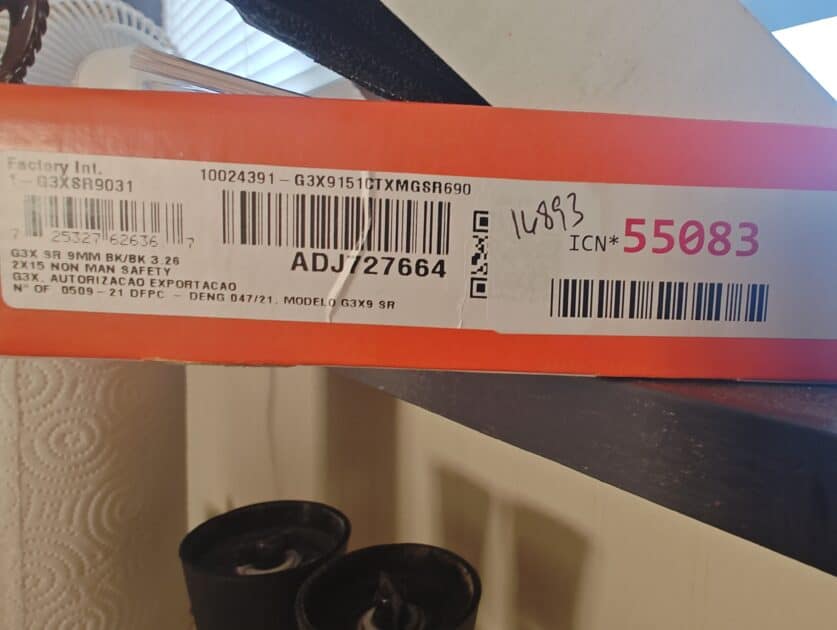 Factory Int.
1-G3XSR9031
10024391-G3X9151CTXMGSR690
7 25327 62636 7
ADJ727664
G3X SR 9MM BK/BK 3.26
2X15 NON MAN SAFETY
G3X. AUTORIZACAO EXPORTACAO
N° OF 0509-21 DFPC - DENG 047/21. MODELO G3X9 SR
16893
ICN*55083